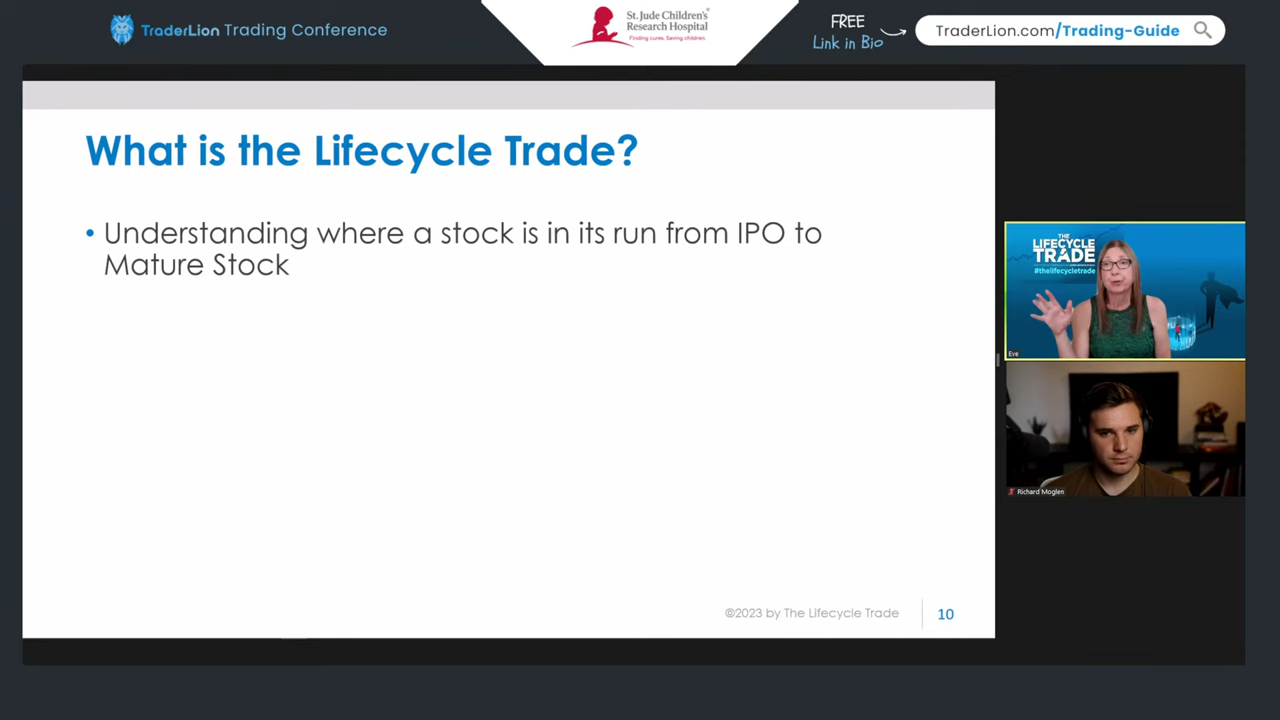 TraderLion Trading Conference
St. Jude Children's
Research Hospital
Finding cures. Saving children.
FREE
Link in Bio
TraderLion.com/Trading-Guide
What is the Lifecycle Trade?
• Understanding where a stock is in its run from IPO to
Mature Stock
THE
LIFECYCLE
TRADE
#thelifecycletrade
Eve
Richard Moglen
©2023 by The Lifecycle Trade
10